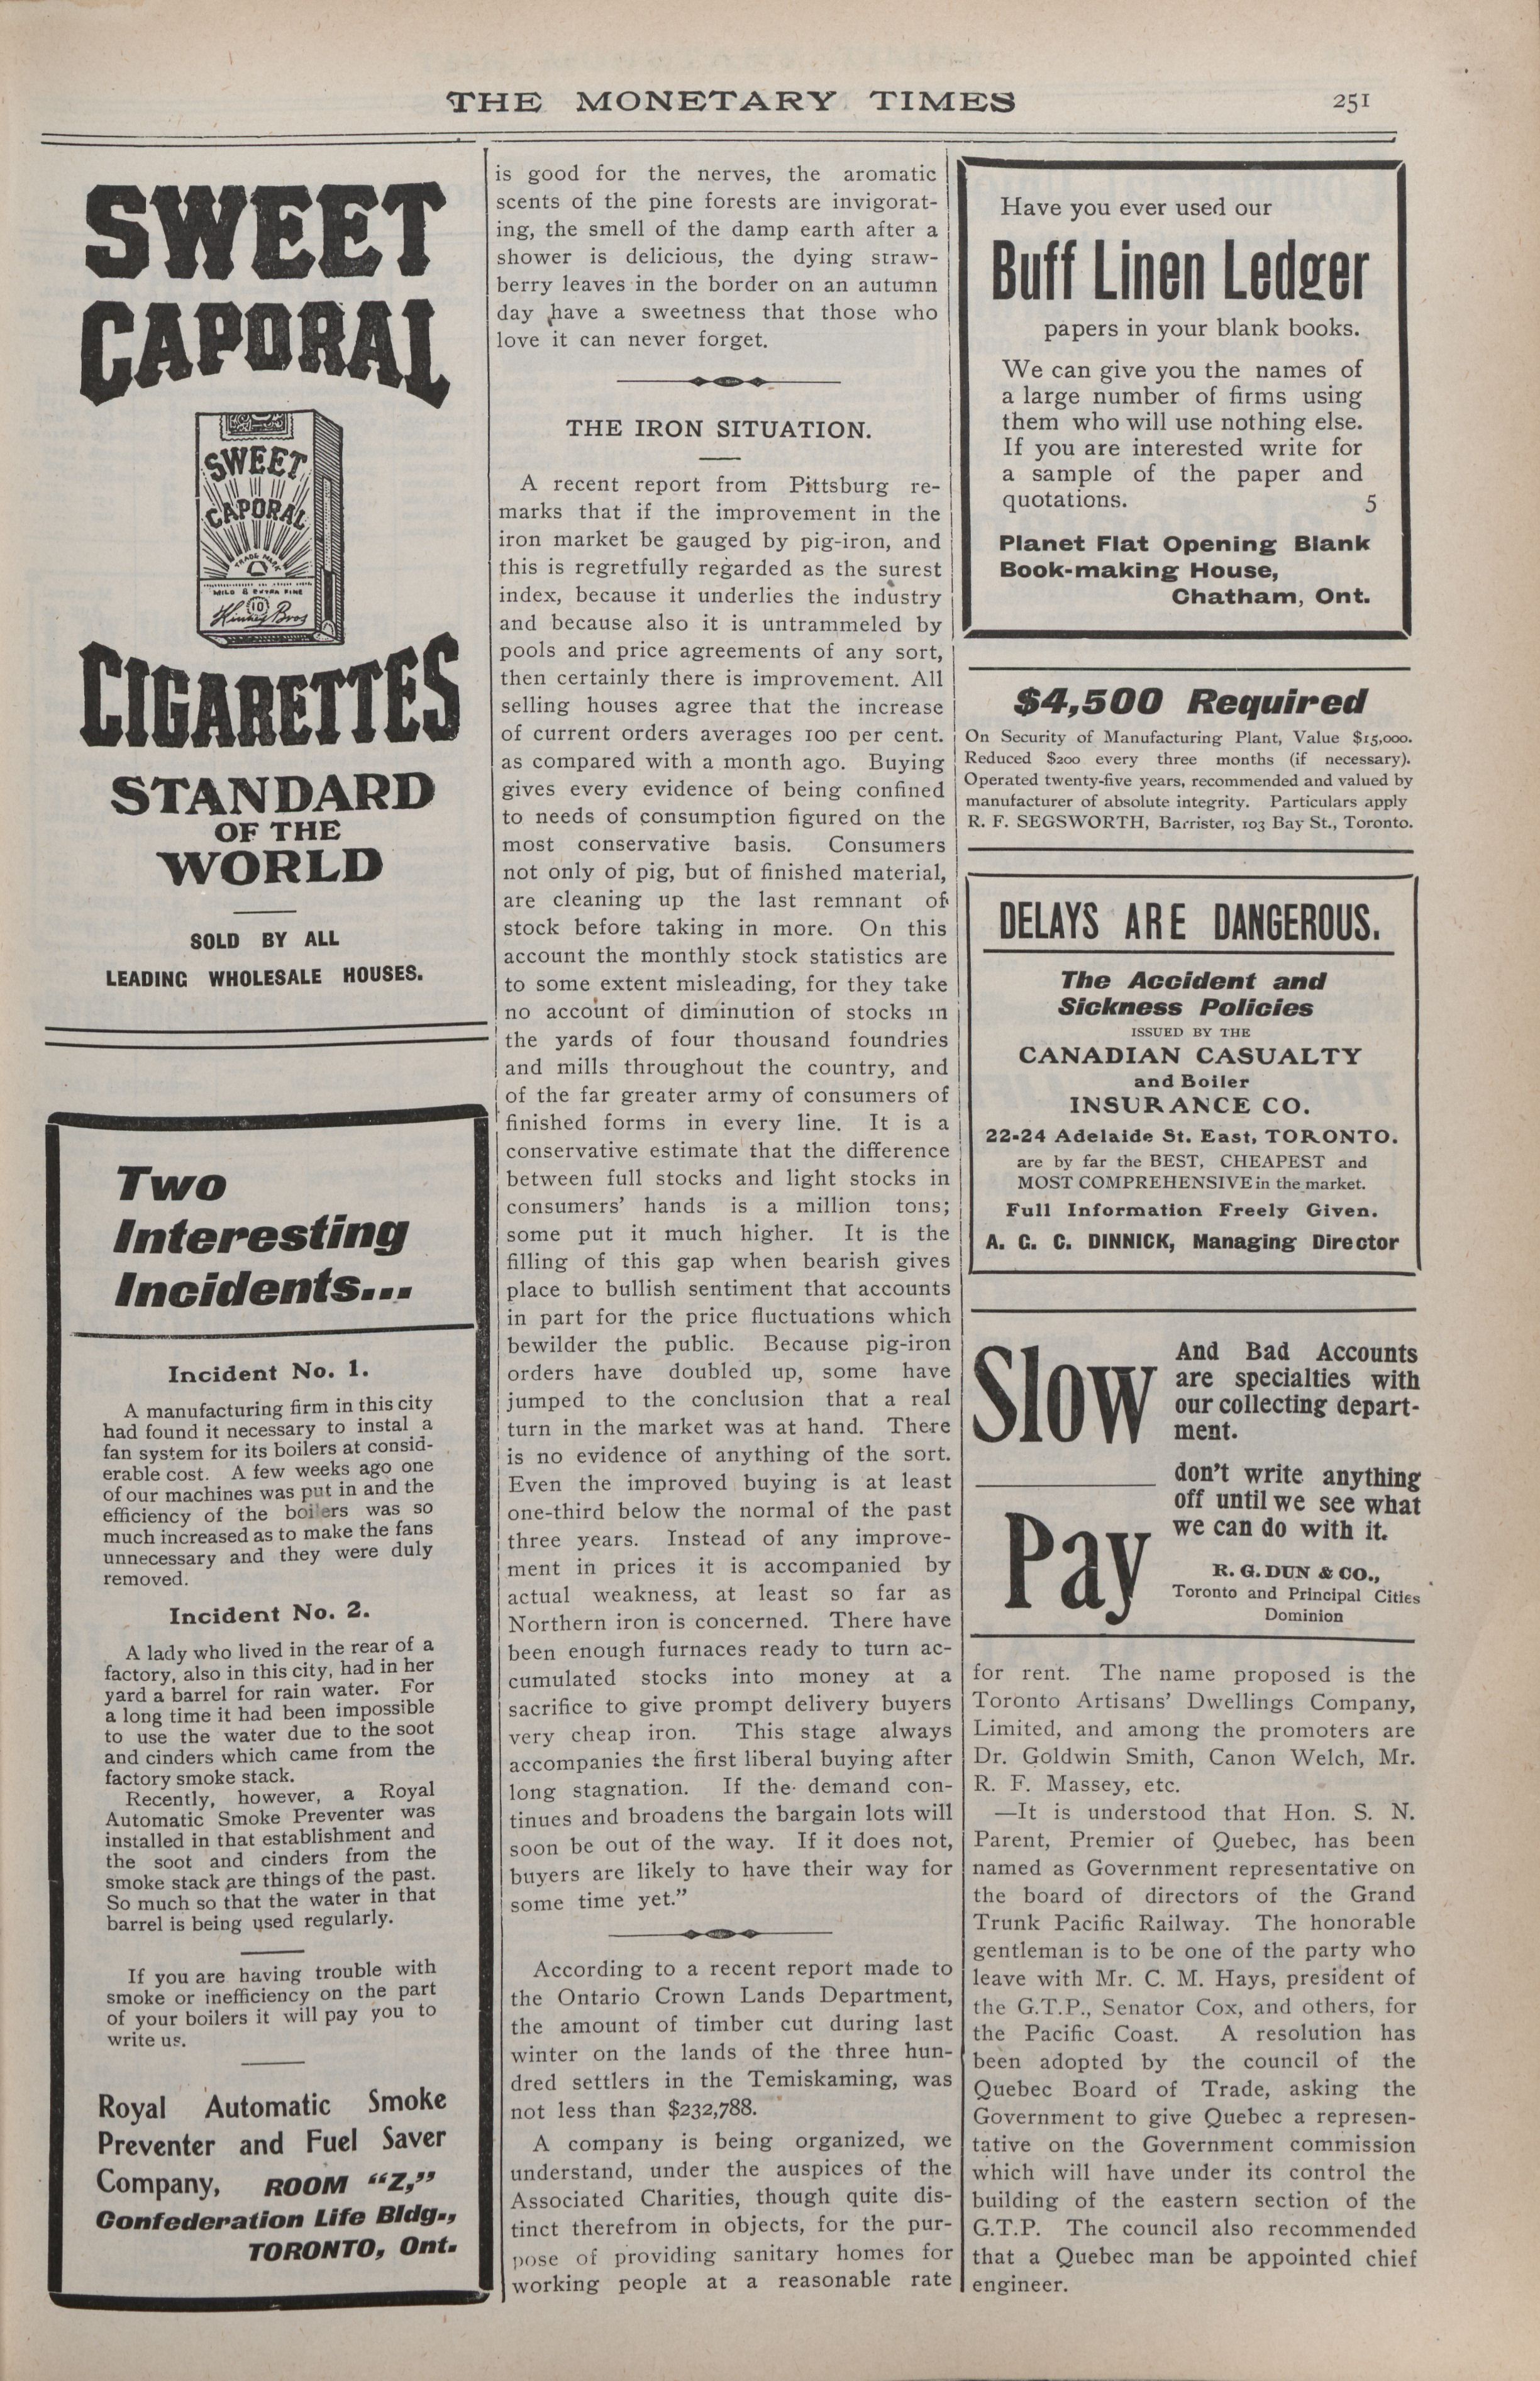 THE MONETARY TIMES
251
SWEET
CAPORAL
SWEET
CAPORAL
TRADE MARK
MILD & EXTRA FINE
10
Kinney Bros
CIGARETTES
STANDARD
OF THE
WORLD
SOLD BY ALL
LEADING WHOLESALE HOUSES.
Two
Interesting
Incidents...
Incident No. 1.
A manufacturing firm in this city
had found it necessary to instal a
fan system for its boilers at consid-
erable cost. A few weeks ago one
of our machines was put in and the
efficiency of the boilers was so
much increased as to make the fans
unnecessary and they were duly
removed.
Incident No. 2.
A lady who lived in the rear of a
factory, also in this city, had in her
yard a barrel for rain water. For
a long time it had been impossible
to use the water due to the soot
and cinders which came from the
factory smoke stack.
Recently, however, a Royal
Automatic Smoke Preventer was
installed in that establishment and
the soot and cinders from the
smoke stack are things of the past.
So much so that the water in that
barrel is being used regularly.
If you are having trouble with
smoke or inefficiency on the part
of your boilers it will pay you to
write us.
Royal Automatic Smoke
Preventer and Fuel Saver
Company, ROOM “Z,”
Confederation Life Bldg.,
TORONTO, Ont.
is good for the nerves, the aromatic
scents of the pine forests are invigorat-
ing, the smell of the damp earth after a
shower is delicious, the dying straw-
berry leaves in the border on an autumn
day have a sweetness that those who
love it can never forget.
THE IRON SITUATION.
A recent report from Pittsburg re-
marks that if the improvement in the
iron market be gauged by pig-iron, and
this is regretfully regarded as the surest
index, because it underlies the industry
and because also it is untrammeled by
pools and price agreements of any sort,
then certainly there is improvement. All
selling houses agree that the increase
of current orders averages 100 per cent.
as compared with a month ago. Buying
gives every evidence of being confined
to needs of consumption figured on the
most conservative basis. Consumers
not only of pig, but of finished material,
are cleaning up the last remnant of
stock before taking in more. On this
account the monthly stock statistics are
to some extent misleading, for they take
no account of diminution of stocks in
the yards of four thousand foundries
and mills throughout the country, and
of the far greater army of consumers of
finished forms in every line. It is a
conservative estimate that the difference
between full stocks and light stocks in
consumers’ hands is a million tons;
some put it much higher. It is the
filling of this gap when bearish gives
place to bullish sentiment that accounts
in part for the price fluctuations which
bewilder the public. Because pig-iron
orders have doubled up, some have
jumped to the conclusion that a real
turn in the market was at hand. There
is no evidence of anything of the sort.
Even the improved buying is at least
one-third below the normal of the past
three years. Instead of any improve-
ment in prices it is accompanied by
actual weakness, at least so far as
Northern iron is concerned. There have
been enough furnaces ready to turn ac-
cumulated stocks into money at a
sacrifice to give prompt delivery buyers
very cheap iron. This stage always
accompanies the first liberal buying after
long stagnation. If the demand con-
tinues and broadens the bargain lots will
soon be out of the way. If it does not,
buyers are likely to have their way for
some time yet.”
According to a recent report made to
the Ontario Crown Lands Department,
the amount of timber cut during last
winter on the lands of the three hun-
dred settlers in the Temiskaming, was
not less than $232,788.
A company is being organized, we
understand, under the auspices of the
Associated Charities, though quite dis-
tinct therefrom in objects, for the pur-
pose of providing sanitary homes for
working people at a reasonable rate
Have you ever used our
Buff Linen Ledger
papers in your blank books.
We can give you the names of
a large number of firms using
them who will use nothing else.
If you are interested write for
a sample of the paper and
quotations. 5
Planet Flat Opening Blank
Book-making House,
Chatham, Ont.
$4,500 Required
On Security of Manufacturing Plant, Value $15,000.
Reduced $200 every three months (if necessary).
Operated twenty-five years, recommended and valued by
manufacturer of absolute integrity. Particulars apply
R. F. SEGSWORTH, Barrister, 103 Bay St., Toronto.
DELAYS ARE DANGEROUS.
The Accident and
Sickness Policies
ISSUED BY THE
CANADIAN CASUALTY
and Boiler
INSURANCE CO.
22-24 Adelaide St. East, TORONTO.
are by far the BEST, CHEAPEST and
MOST COMPREHENSIVE in the market.
Full Information Freely Given.
A. G. C. DINNICK, Managing Director
Slow
And Bad Accounts
are specialties with
our collecting depart-
ment.
Pay
don’t write anything
off until we see what
we can do with it.
R. G. DUN & CO.,
Toronto and Principal Cities
Dominion
for rent. The name proposed is the
Toronto Artisans’ Dwellings Company,
Limited, and among the promoters are
Dr. Goldwin Smith, Canon Welch, Mr.
R. F. Massey, etc.
—It is understood that Hon. S. N.
Parent, Premier of Quebec, has been
named as Government representative on
the board of directors of the Grand
Trunk Pacific Railway. The honorable
gentleman is to be one of the party who
leave with Mr. C. M. Hays, president of
the G.T.P., Senator Cox, and others, for
the Pacific Coast. A resolution has
been adopted by the council of the
Quebec Board of Trade, asking the
Government to give Quebec a represen-
tative on the Government commission
which will have under its control the
building of the eastern section of the
G.T.P. The council also recommended
that a Quebec man be appointed chief
engineer.